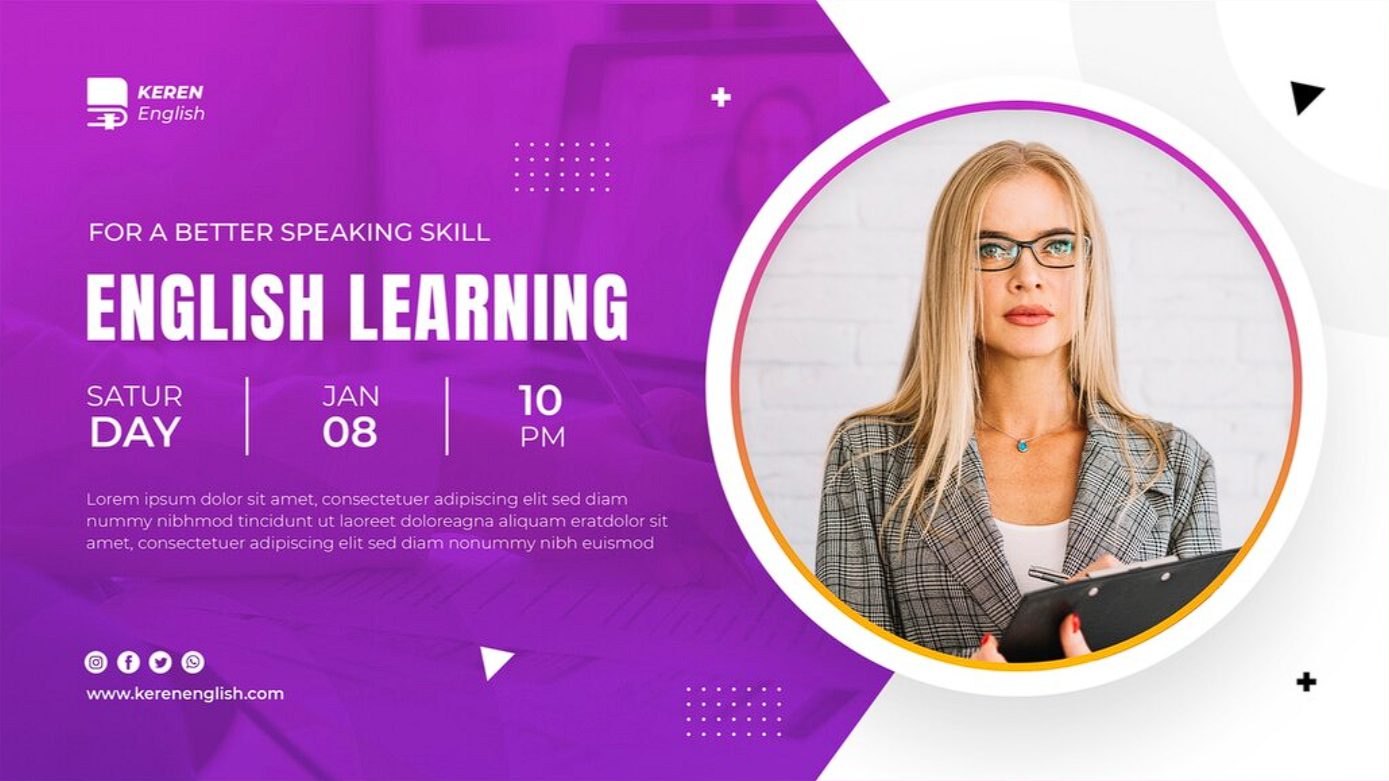 KEREN
English
FOR A BETTER SPEAKING SKILL
ENGLISH LEARNING
SATUR
DAY
JAN
08
10
PM
Lorem ipsum dolor sit amet, consectetuer adipiscing elit sed diam
nummy nibhmod tincidunt ut laoreet doloreagna aliquam eratdolor sit
amet, consectetuer adipiscing elit sed diam nonummy nibh euismod
www.kerenenglish.com